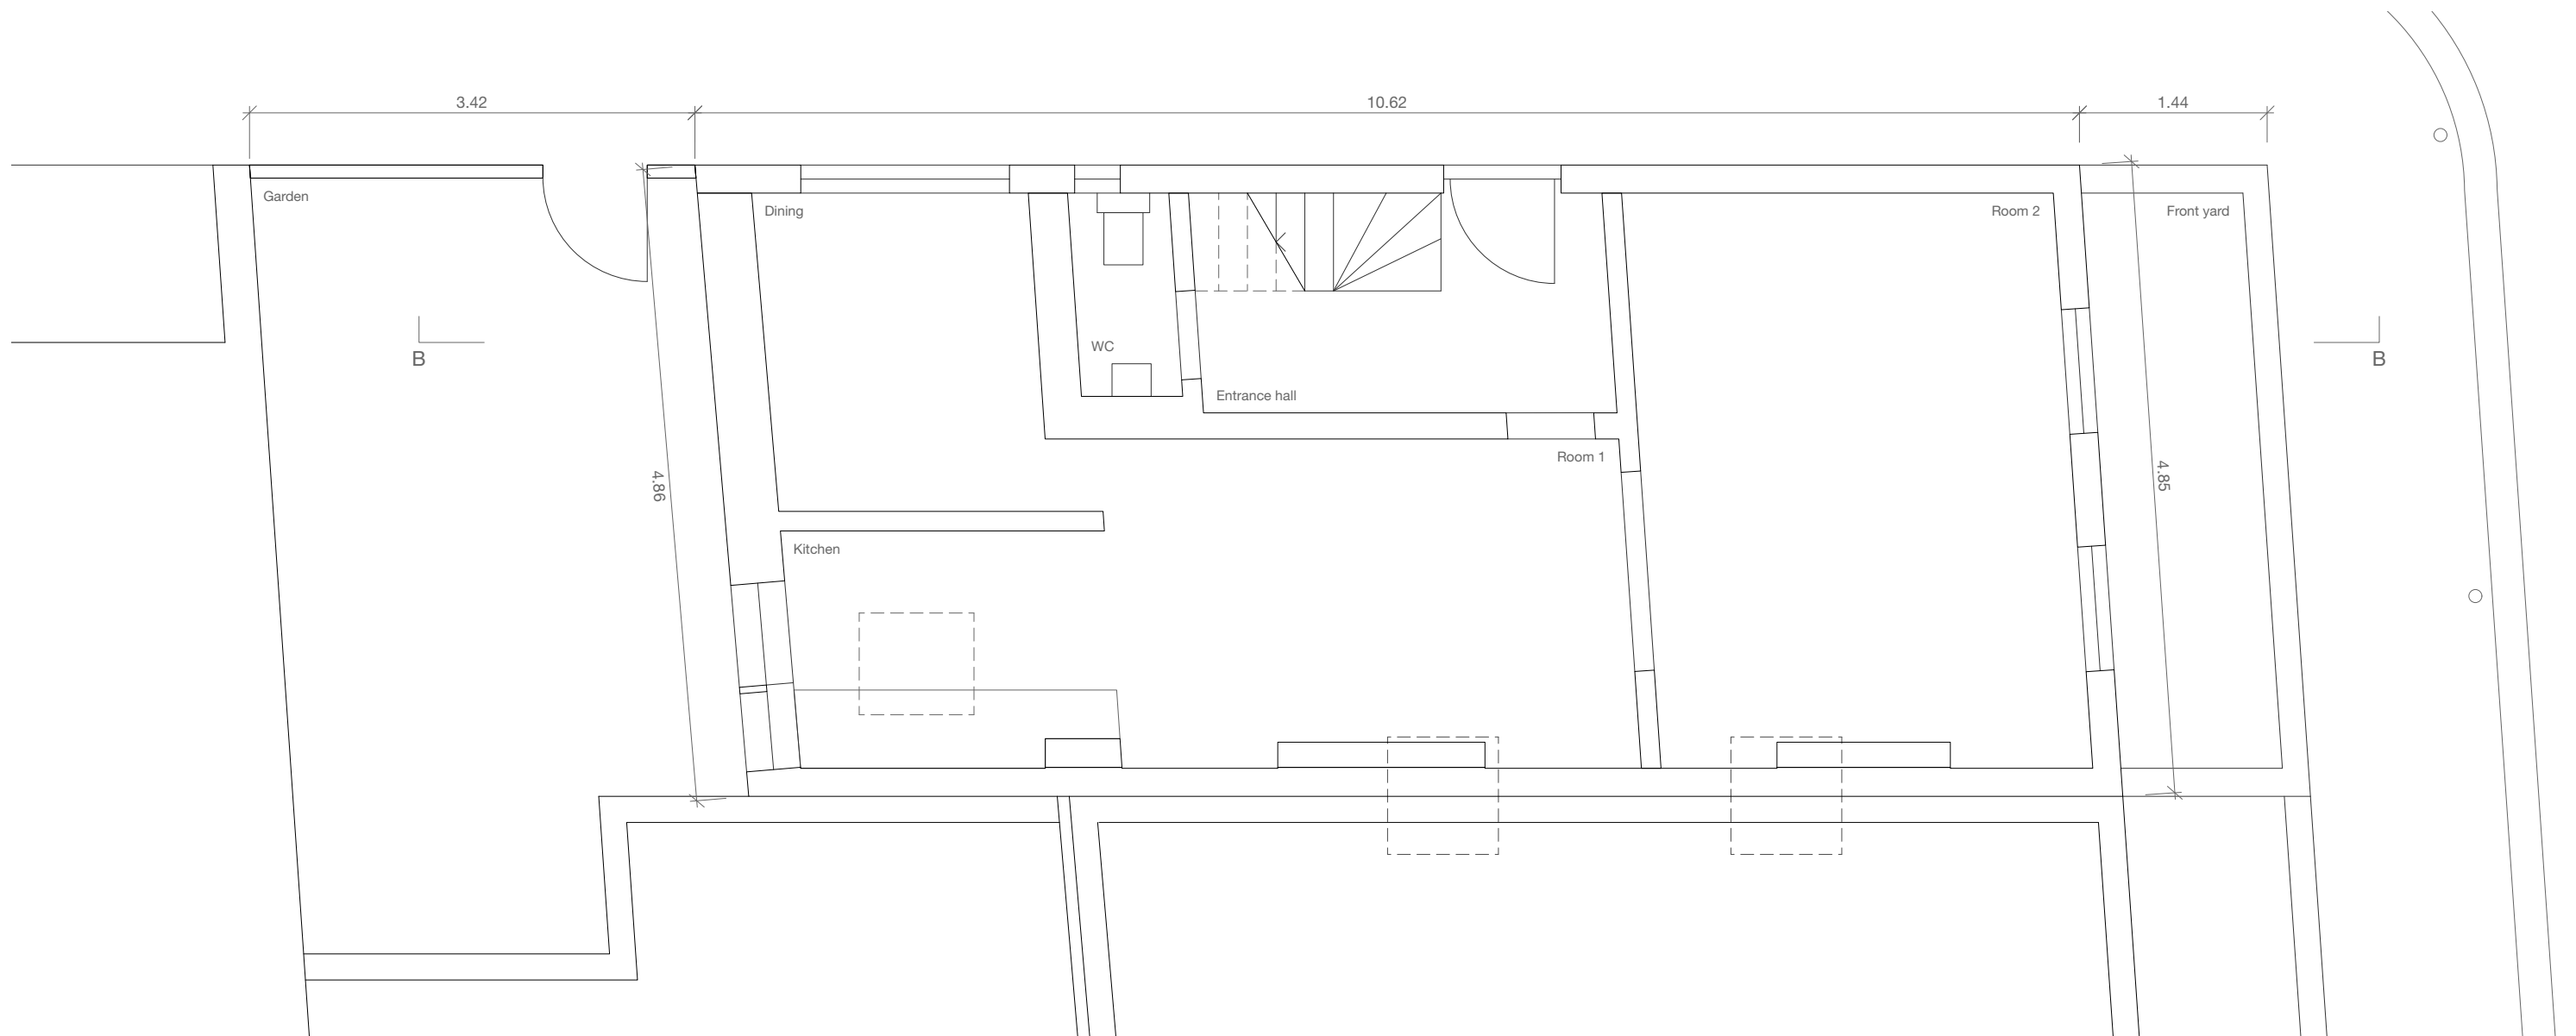 3.42
10.62
1.44
Garden
Dining
Room 2
Front yard
WC
B
B
Entrance hall
Room 1
4.86
4.85
Kitchen